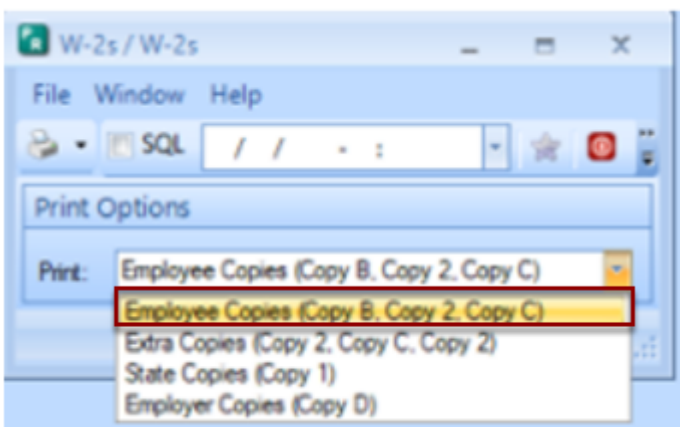 W-2s / W-2s
File Window Help
SQL / / - :
Print Options
Print: Employee Copies (Copy B, Copy 2, Copy C)
Employee Copies (Copy B, Copy 2, Copy C)
Extra Copies (Copy 2, Copy C, Copy 2)
State Copies (Copy 1)
Employer Copies (Copy D)